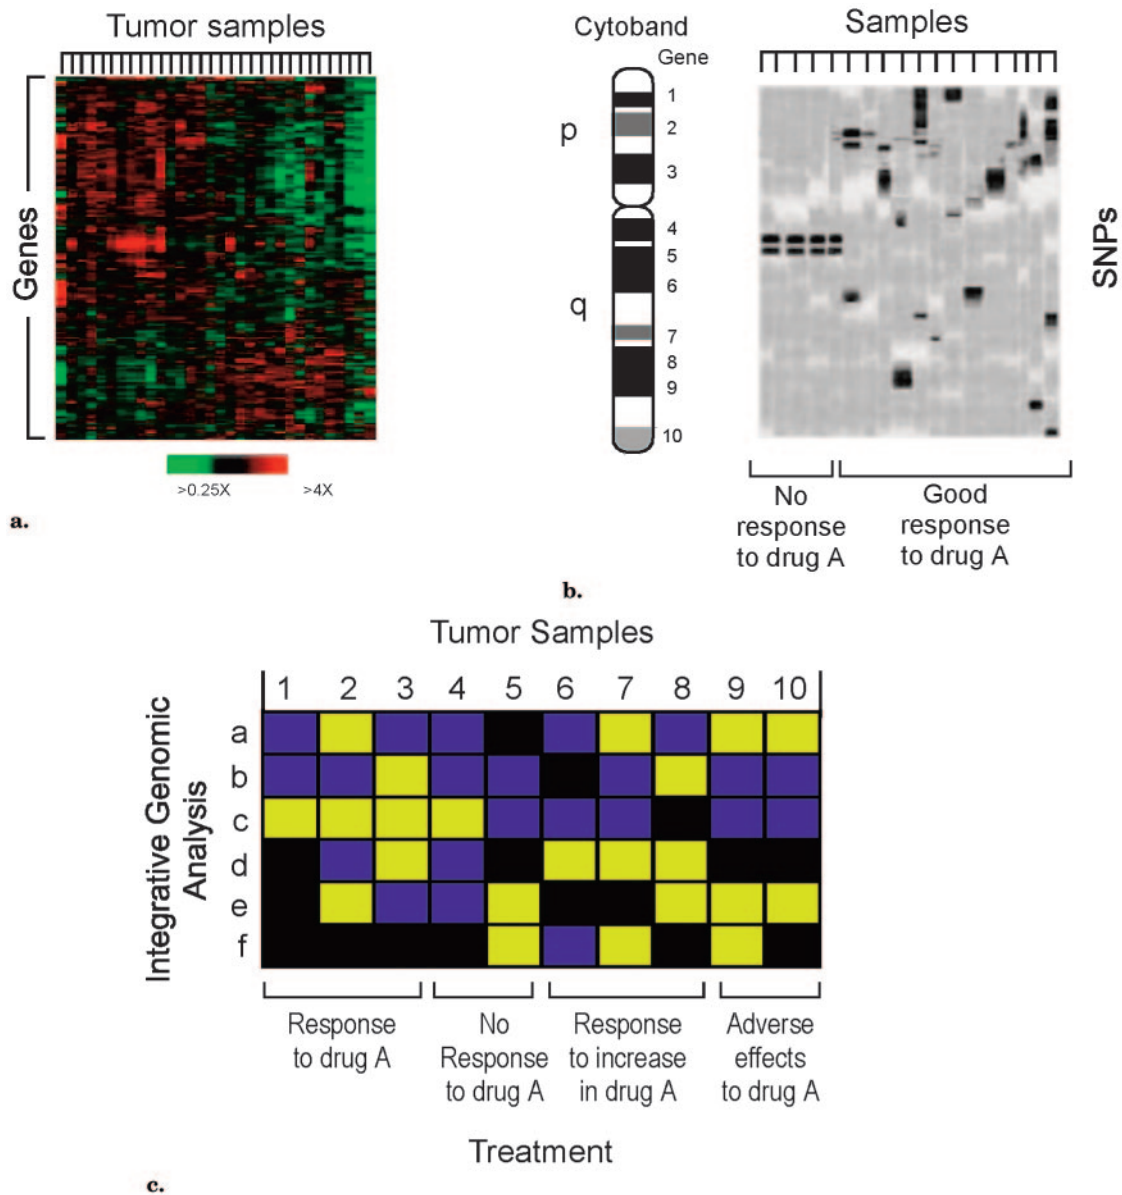 Tumor samples
Genes
>0.25X
>4X
a.
Cytoband
Gene
p
q
1
2
3
4
5
6
7
8
9
10
Samples
SNPs
No
response
to drug A
Good
response
to drug A
b.
Tumor Samples
1 2 3 4 5 6 7 8 9 10
Integrative Genomic
Analysis
a
b
c
d
e
f
Response
to drug A
No
Response
to drug A
Response
to increase
in drug A
Adverse
effects
to drug A
Treatment
c.